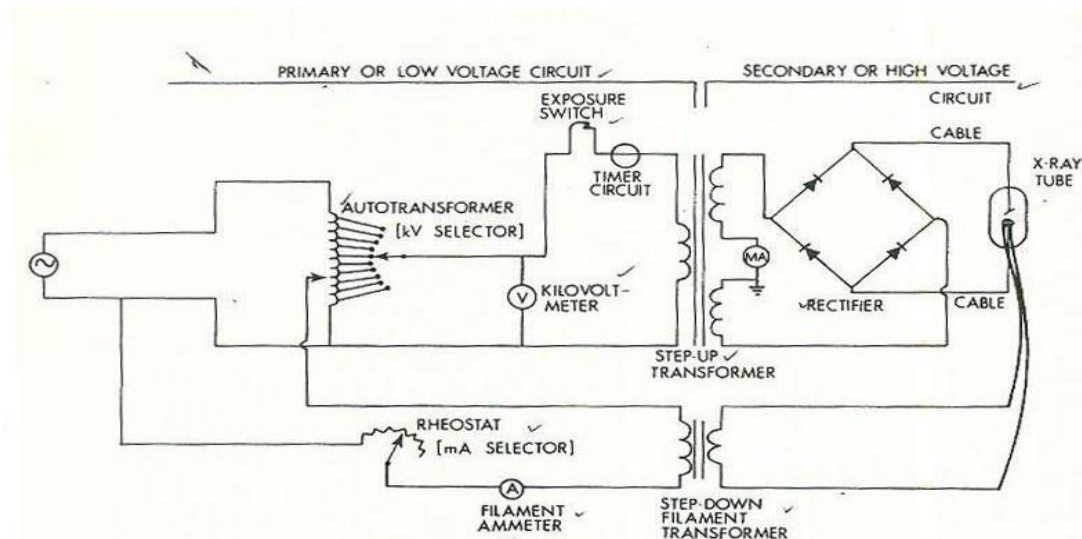 PRIMARY OR LOW VOLTAGE CIRCUIT
SECONDARY OR HIGH VOLTAGE
CIRCUIT
EXPOSURE
SWITCH
CABLE
X-RAY
TUBE
TIMER
CIRCUIT
AUTOTRANSFORMER
[kV SELECTOR]
MA
V
KILOVOLT-
METER
RECTIFIER
CABLE
STEP-UP
TRANSFORMER
RHEOSTAT
[mA SELECTOR]
A
FILAMENT
AMMETER
STEP-DOWN
FILAMENT
TRANSFORMER